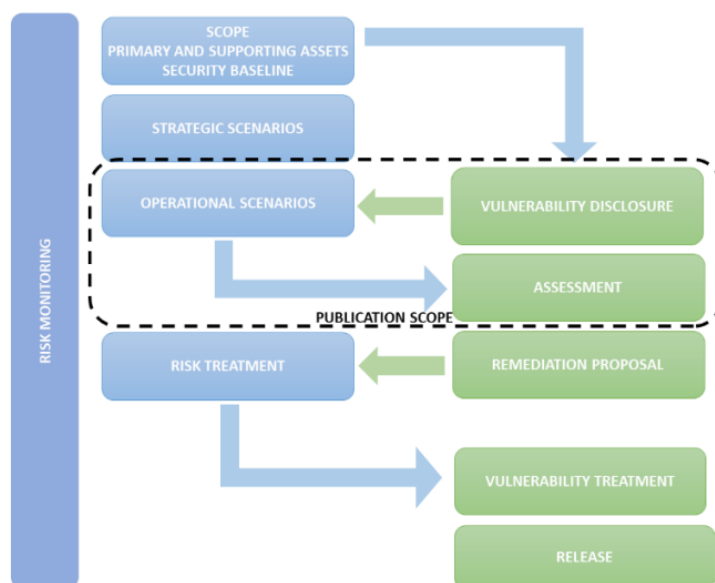 RISK MONITORING
SCOPE
PRIMARY AND SUPPORTING ASSETS
SECURITY BASELINE
STRATEGIC SCENARIOS
OPERATIONAL SCENARIOS
VULNERABILITY DISCLOSURE
ASSESSMENT
PUBLICATION SCOPE
RISK TREATMENT
REMEDIATION PROPOSAL
VULNERABILITY TREATMENT
RELEASE